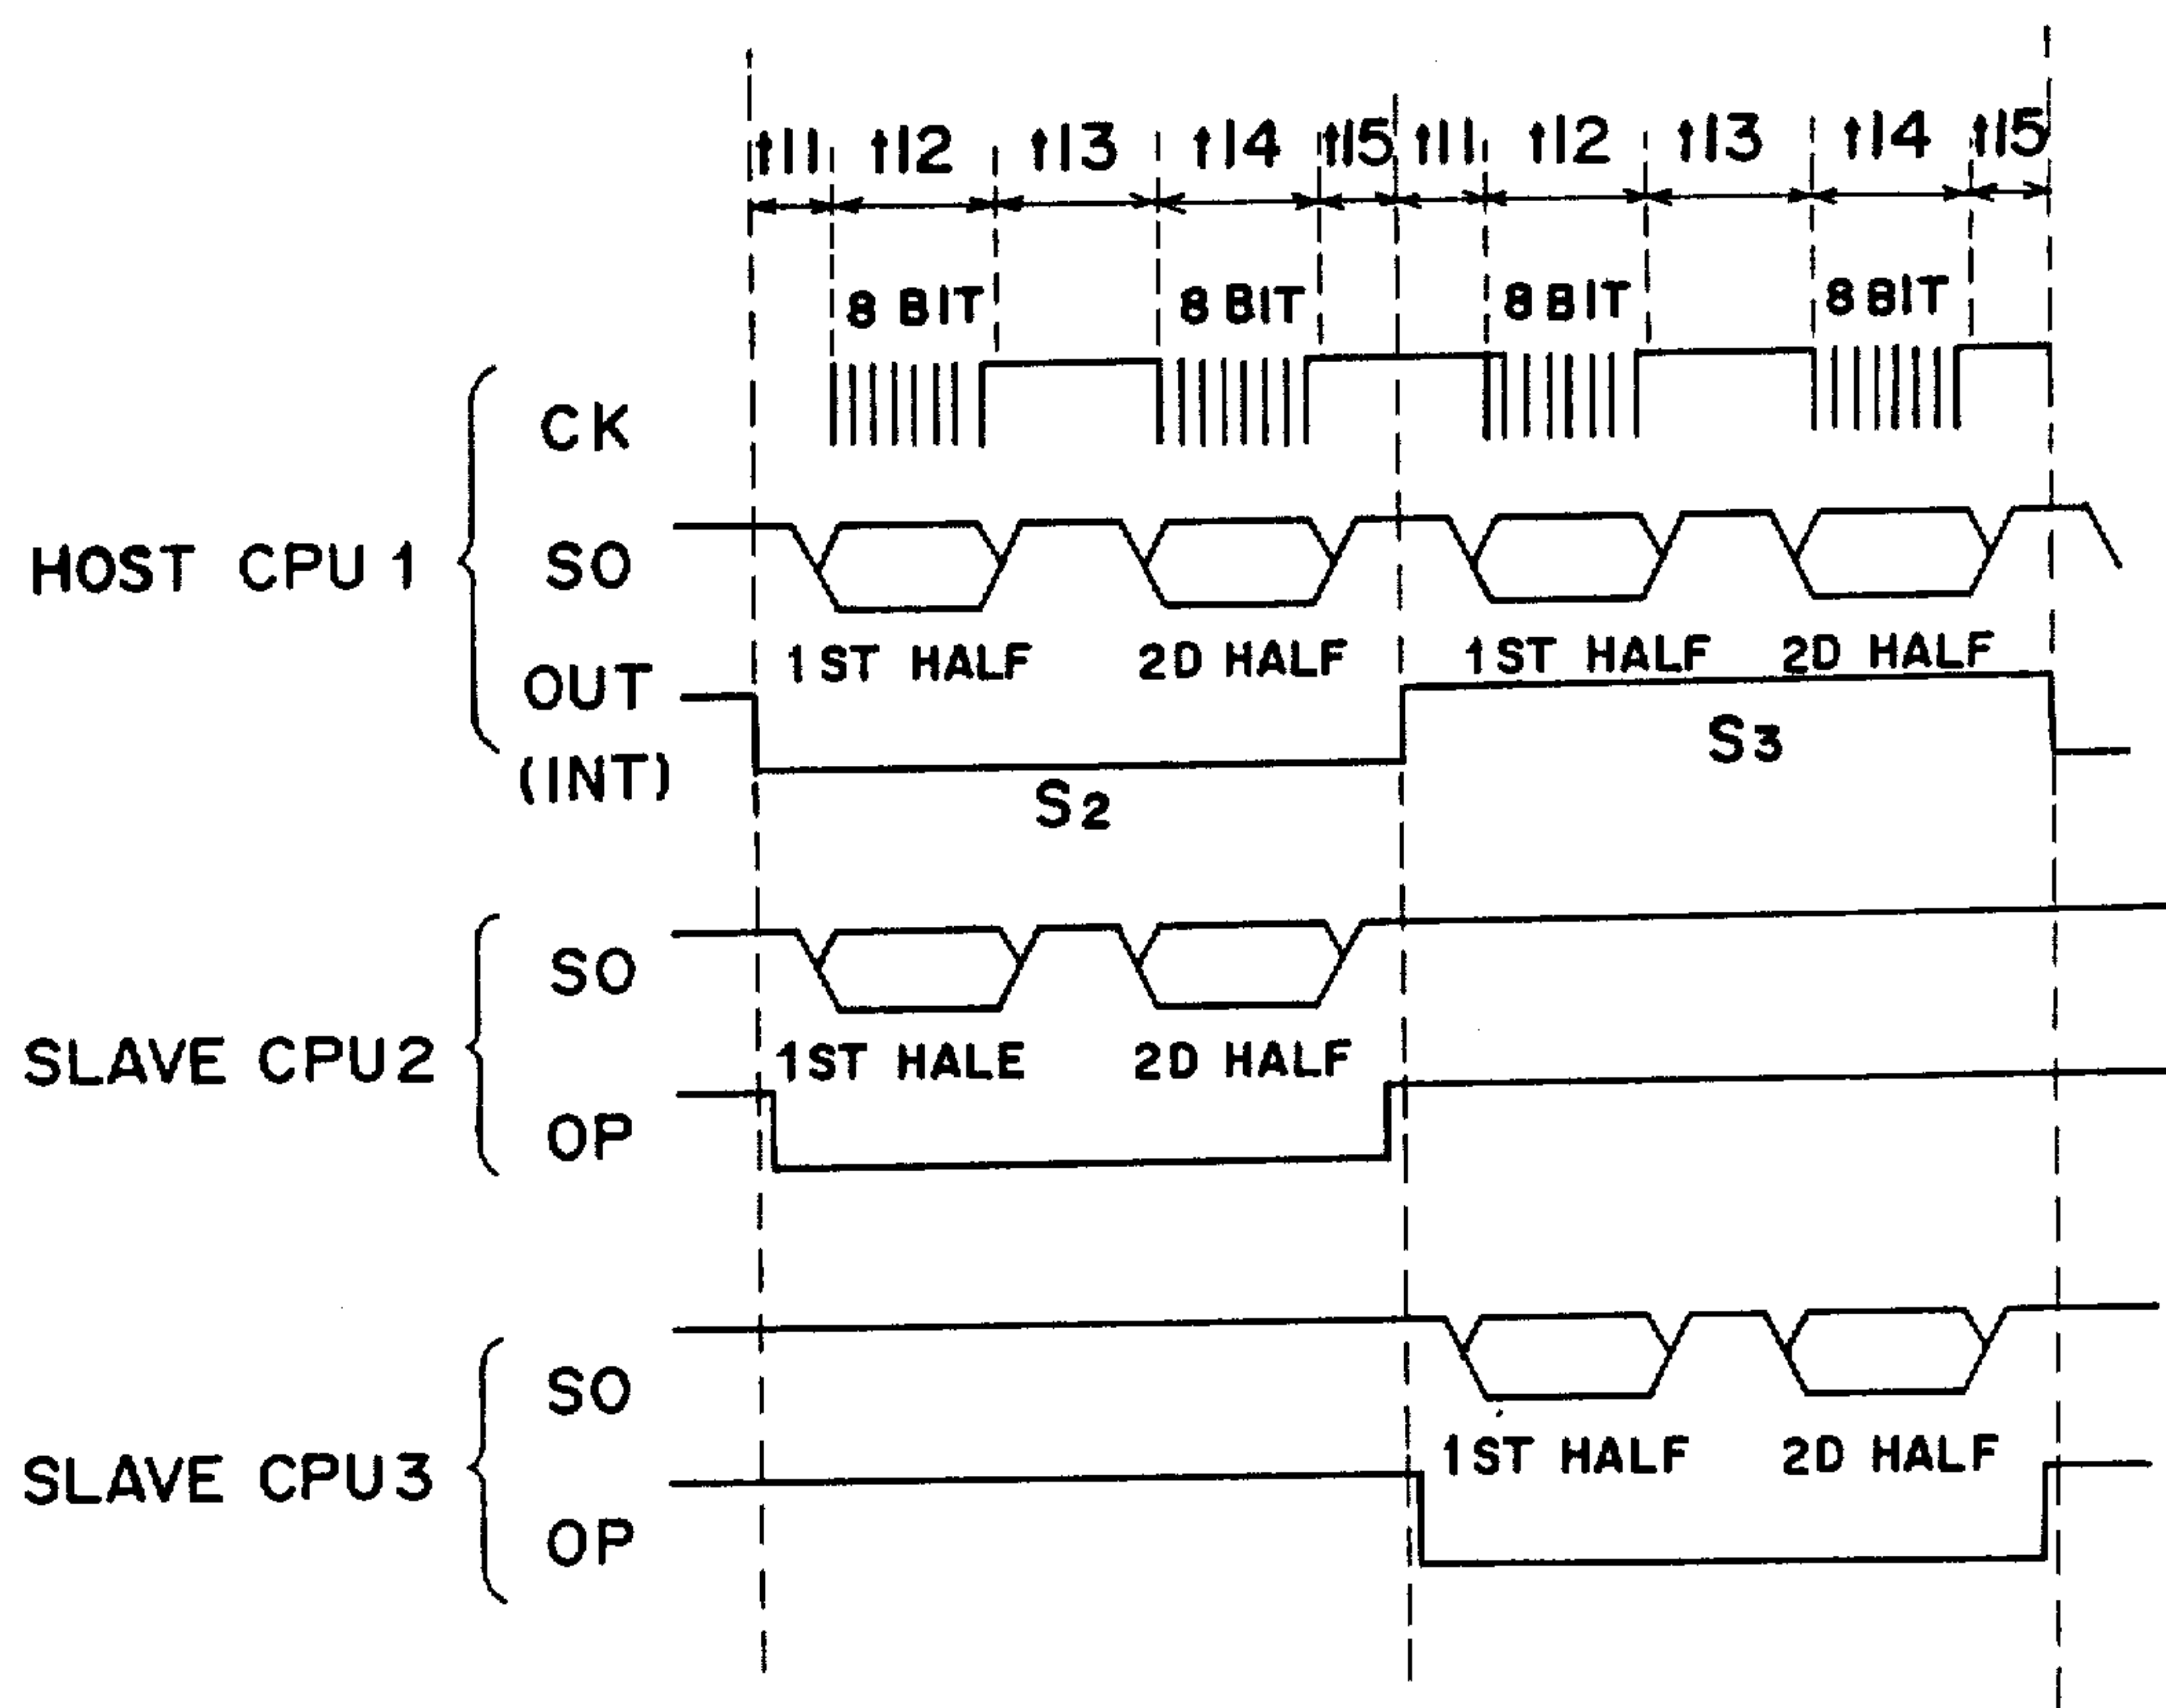 t11 t12 t13 t14 t15 t11 t12 t13 t14 t15
8 BIT 8 BIT 8 BIT 8 BIT
CK
HOST CPU 1
SO
1ST HALF 2D HALF 1ST HALF 2D HALF
OUT
(INT)
S2
S3
SO
SLAVE CPU2
1ST HALE 2D HALF
OP
SO
SLAVE CPU3
1ST HALF 2D HALF
OP